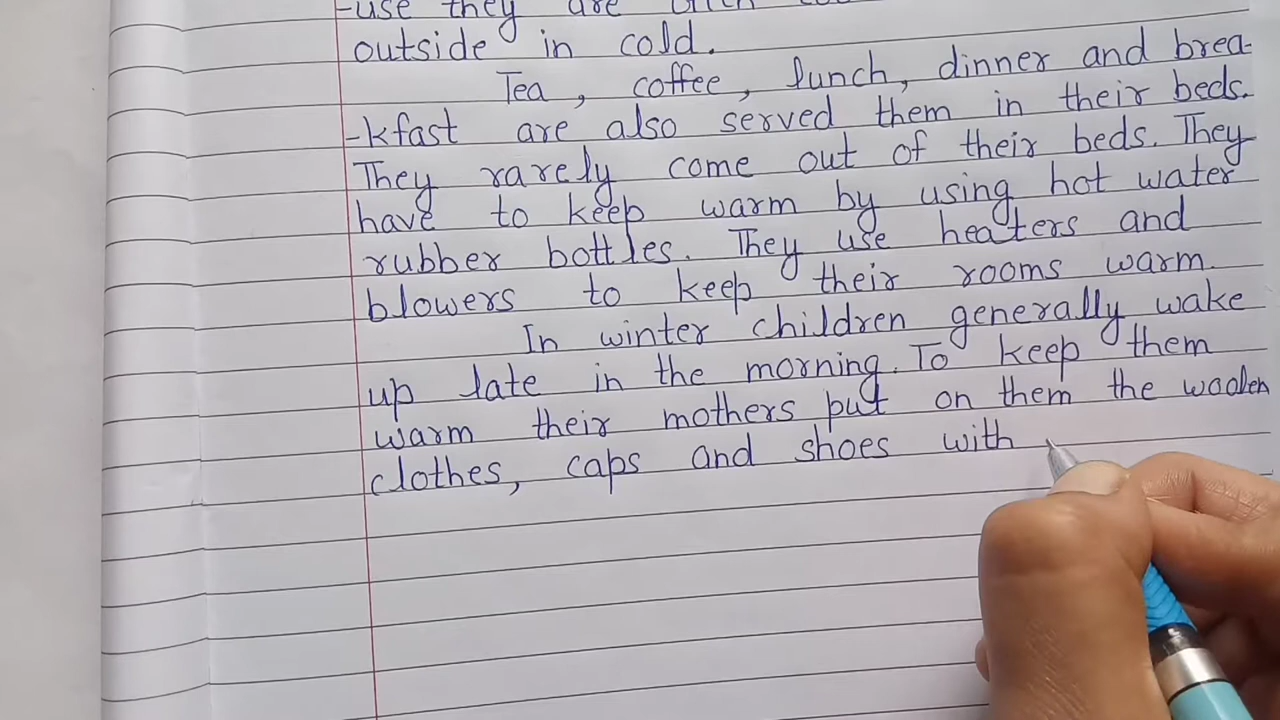 -use they are
outside in cold.
Tea, coffee, lunch, dinner and brea-
-kfast are also served them in their beds.
They rarely come out of their beds. They
have to keep warm by using hot water
rubber bottles. They use heaters and
blowers to keep their rooms warm.
In winter children generally wake
up late in the morning. To keep them
warm their mothers put on them the woolen
clothes, caps and shoes with